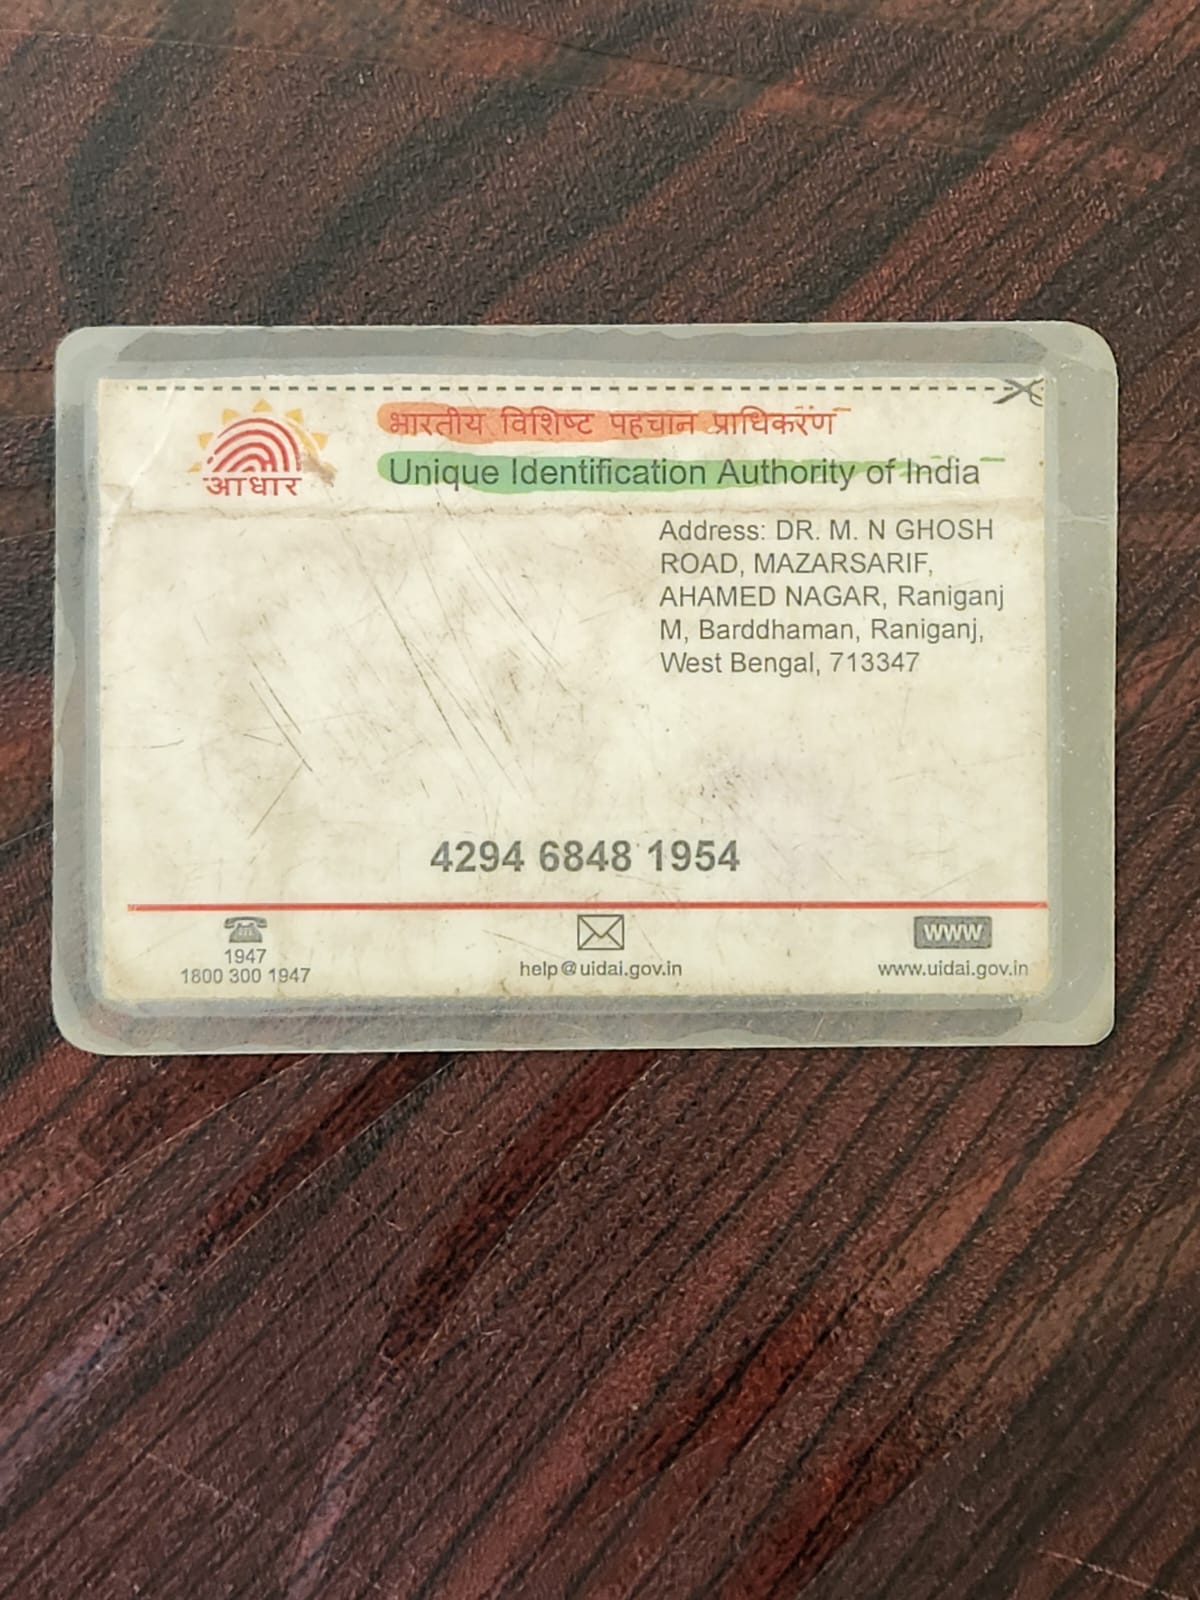 भारतीय विशिष्ट पहचान प्राधिकरण
Unique Identification Authority of India
आधार
Address: DR. M. N GHOSH
ROAD, MAZARSARIF,
AHAMED NAGAR, Raniganj
M, Barddhaman, Raniganj,
West Bengal, 713347
4294 6848 1954
1947
1800 300 1947
help@uidai.gov.in
www
www.uidai.gov.in